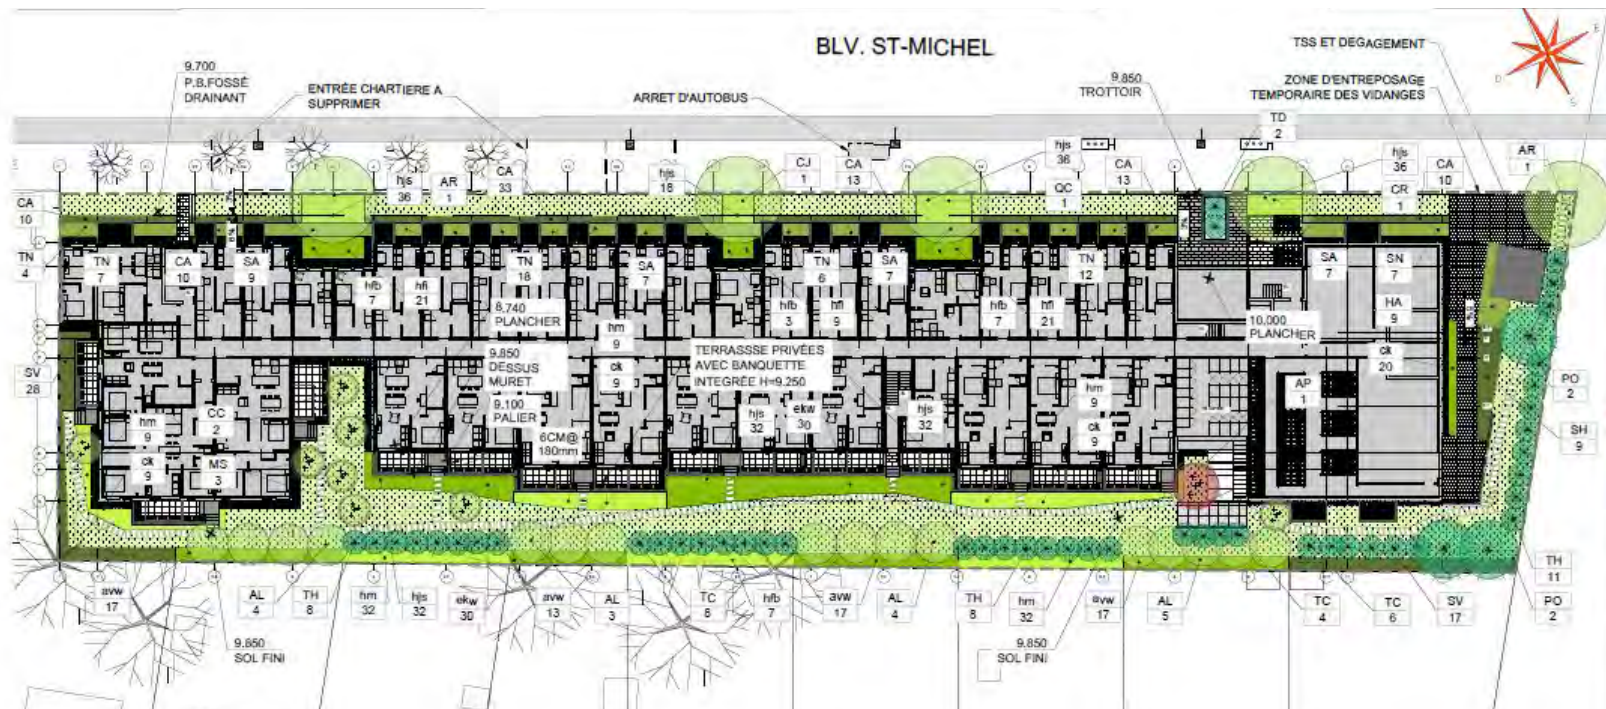 BLV. ST-MICHEL
TSS ET DEGAGEMENT
9.700
P.B.FOSSÉ
DRAINANT
ENTRÉE CHARTIERE A
SUPPRIMER
ARRET D'AUTOBUS
9.850
TROTTOIR
ZONE D'ENTREPOSAGE
TEMPORAIRE DES VIDANGES
TD
2
hjs
36
AR
1
CA
33
hjs
18
CJ
1
CA
13
hjs
36
QC
1
CA
13
hjs
36
CR
1
CA
10
AR
1
CA
10
TN
4
TN
7
CA
10
SA
9
hfb
7
hfl
21
TN
18
SA
7
TN
6
SA
7
hfb
3
hfl
9
hfb
7
hfl
21
TN
12
SA
7
SN
7
HA
9
8.740
PLANCHER
10.000
PLANCHER
hm
9
9.850
DESSUS
MURET
9.100
PALIER
6CM@
180mm
ck
9
TERRASSSE PRIVÉES
AVEC BANQUETTE
INTEGRÉE H=9.250
hjs
32
ekw
30
hjs
32
hm
9
ck
9
ck
20
AP
1
SV
28
hm
9
CC
2
ck
9
MS
3
PO
2
SH
9
avw
17
AL
4
TH
8
hm
32
hjs
32
ekw
30
avw
13
AL
3
TC
6
hfb
7
avw
17
AL
4
TH
8
hm
32
avw
17
AL
5
TC
4
TC
6
SV
17
TH
11
PO
2
9.850
SOL FINI
9.850
SOL FINI